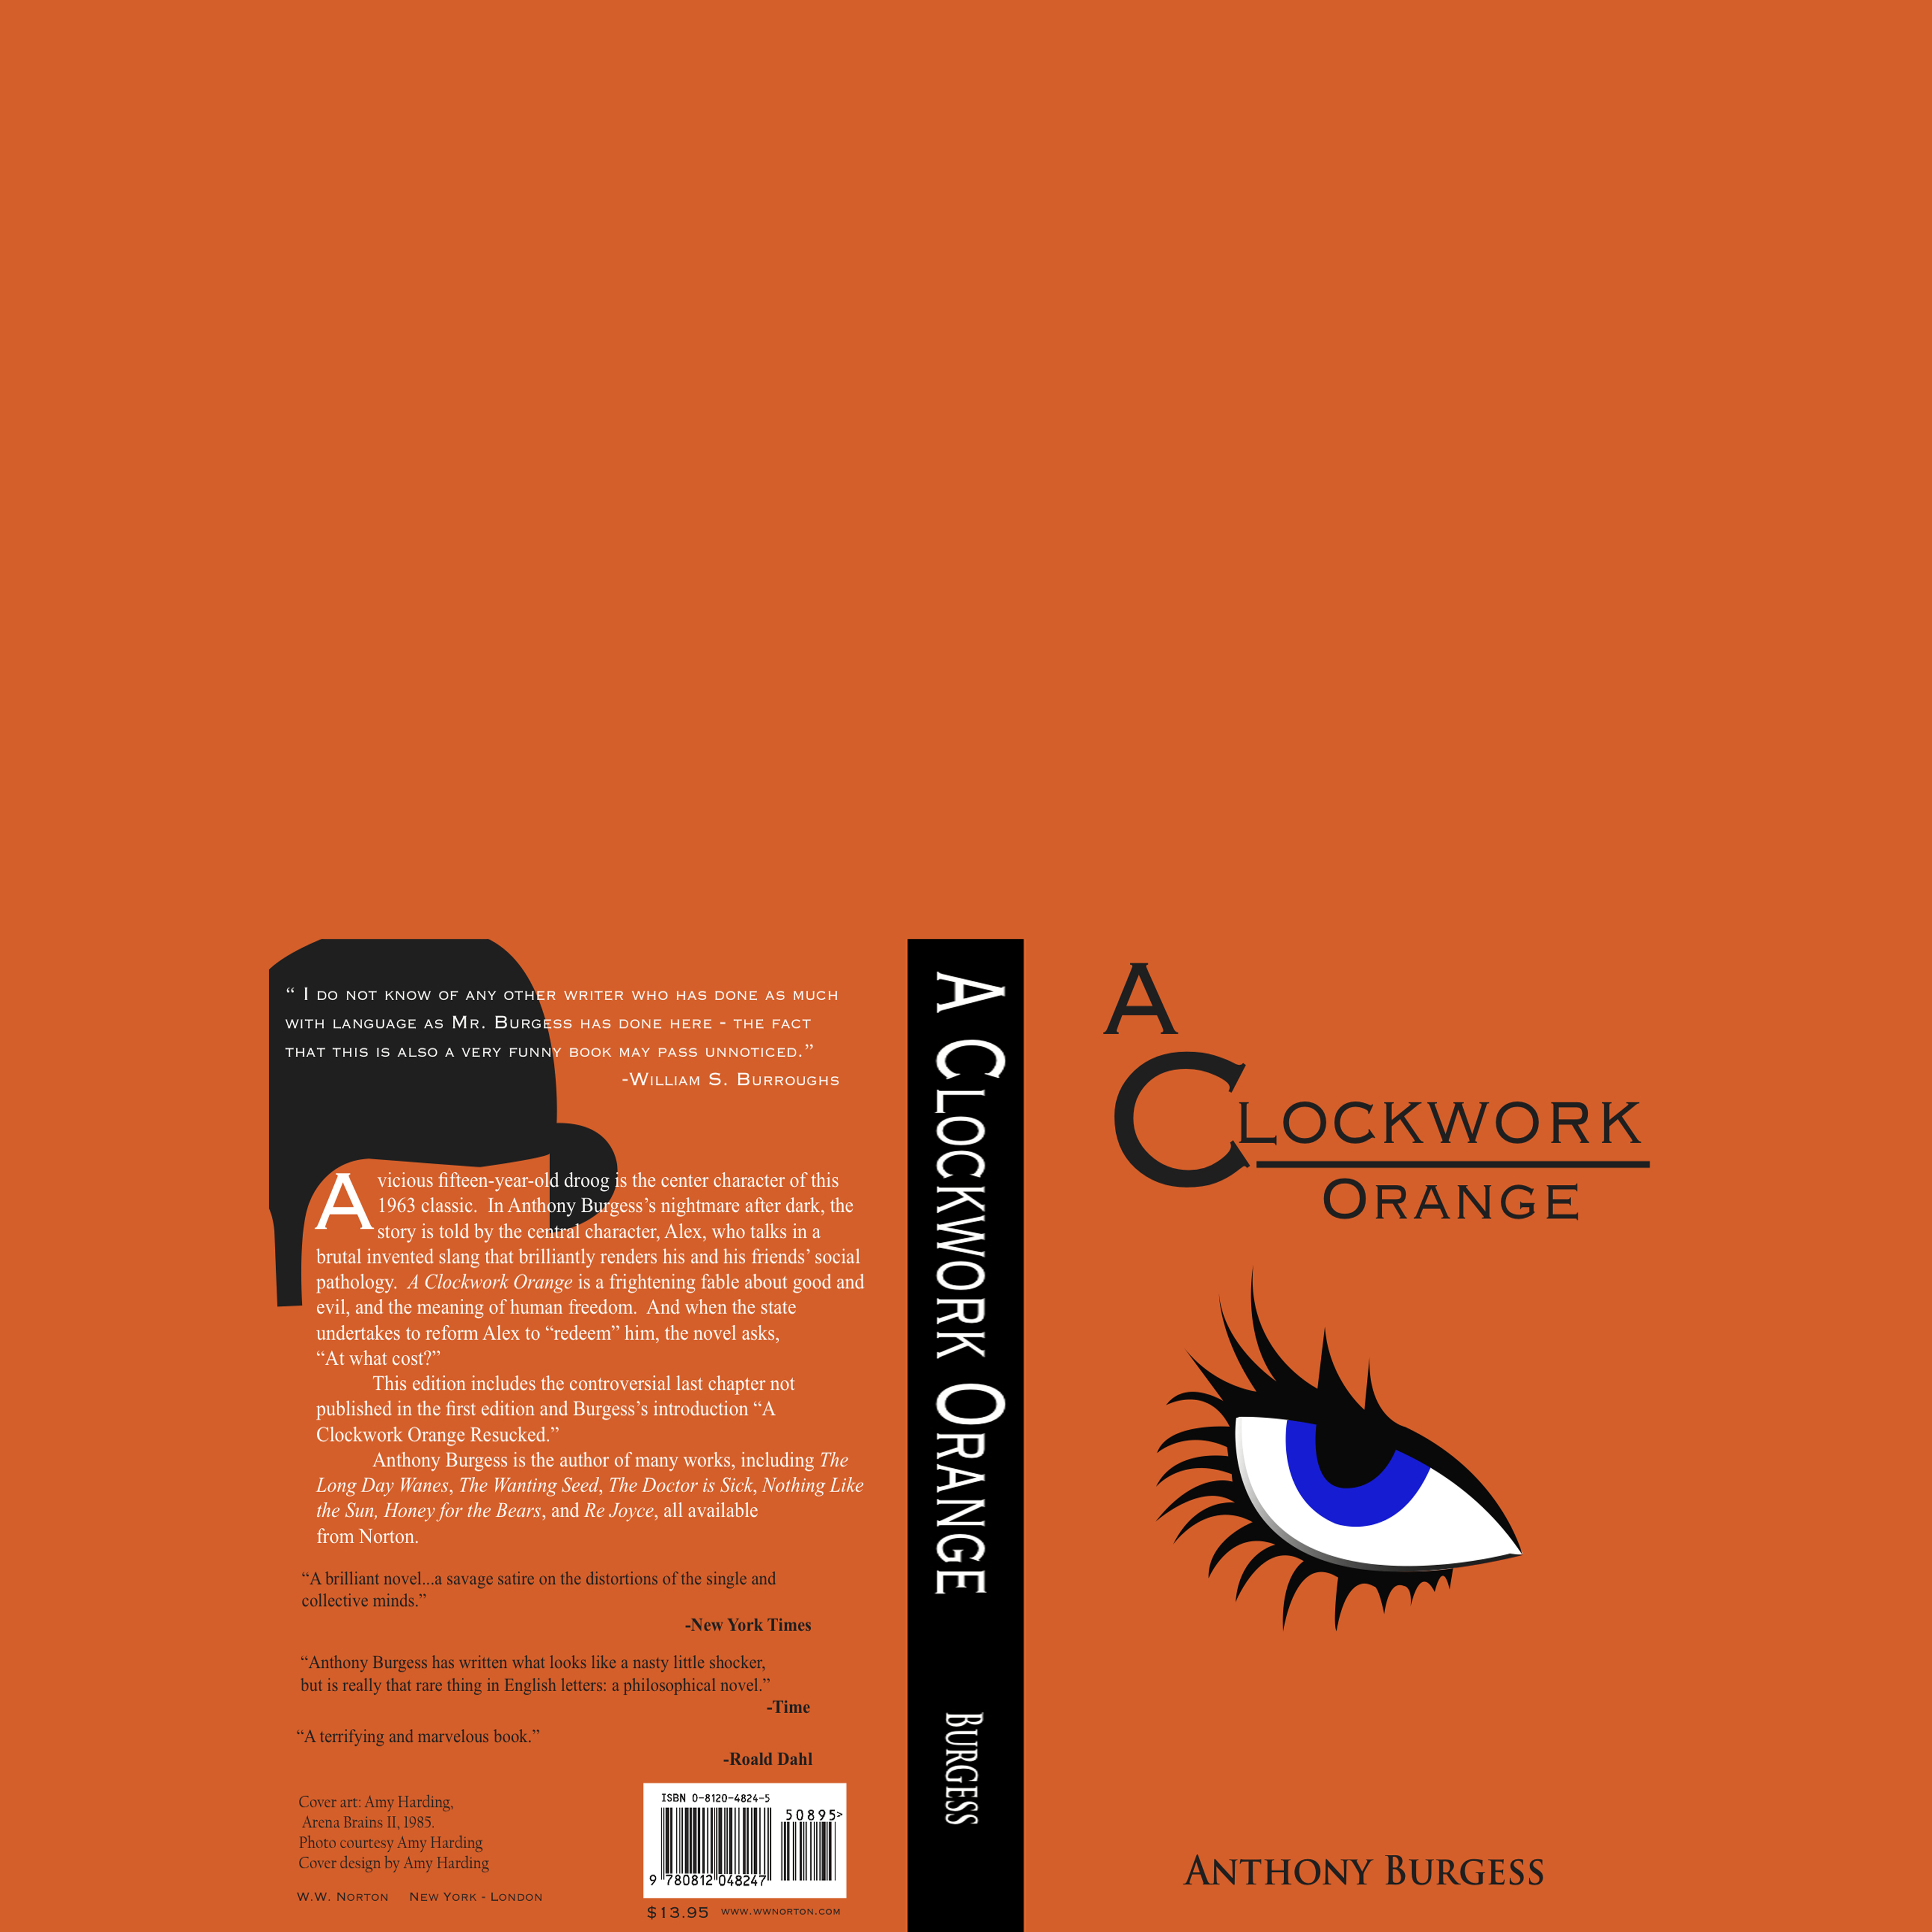 “ I DO NOT KNOW OF ANY OTHER WRITER WHO HAS DONE AS MUCH
WITH LANGUAGE AS MR. BURGESS HAS DONE HERE - THE FACT
THAT THIS IS ALSO A VERY FUNNY BOOK MAY PASS UNNOTICED.”
-WILLIAM S. BURROUGHS
A vicious fifteen-year-old droog is the center character of this
1963 classic.  In Anthony Burgess’s nightmare after dark, the
story is told by the central character, Alex, who talks in a
brutal invented slang that brilliantly renders his and his friends’ social
pathology.  A Clockwork Orange is a frightening fable about good and
evil, and the meaning of human freedom.  And when the state
undertakes to reform Alex to “redeem” him, the novel asks,
“At what cost?”
This edition includes the controversial last chapter not
published in the first edition and Burgess’s introduction “A
Clockwork Orange Resucked.”
Anthony Burgess is the author of many works, including The
Long Day Wanes, The Wanting Seed, The Doctor is Sick, Nothing Like
the Sun, Honey for the Bears, and Re Joyce, all available
from Norton.
“A brilliant novel...a savage satire on the distortions of the single and
collective minds.”
-New York Times
“Anthony Burgess has written what looks like a nasty little shocker,
but is really that rare thing in English letters: a philosophical novel.”
-Time
“A terrifying and marvelous book.”
-Roald Dahl
Cover art: Amy Harding,
Arena Brains II, 1985.
Photo courtesy Amy Harding
Cover design by Amy Harding
W.W. NORTON    NEW YORK - LONDON
ISBN 0-8120-4824-5
50895>
9 780812 048247
$13.95 WWW.WWNORTON.COM
A CLOCKWORK ORANGE
BURGESS
A
CLOCKWORK
ORANGE
ANTHONY BURGESS